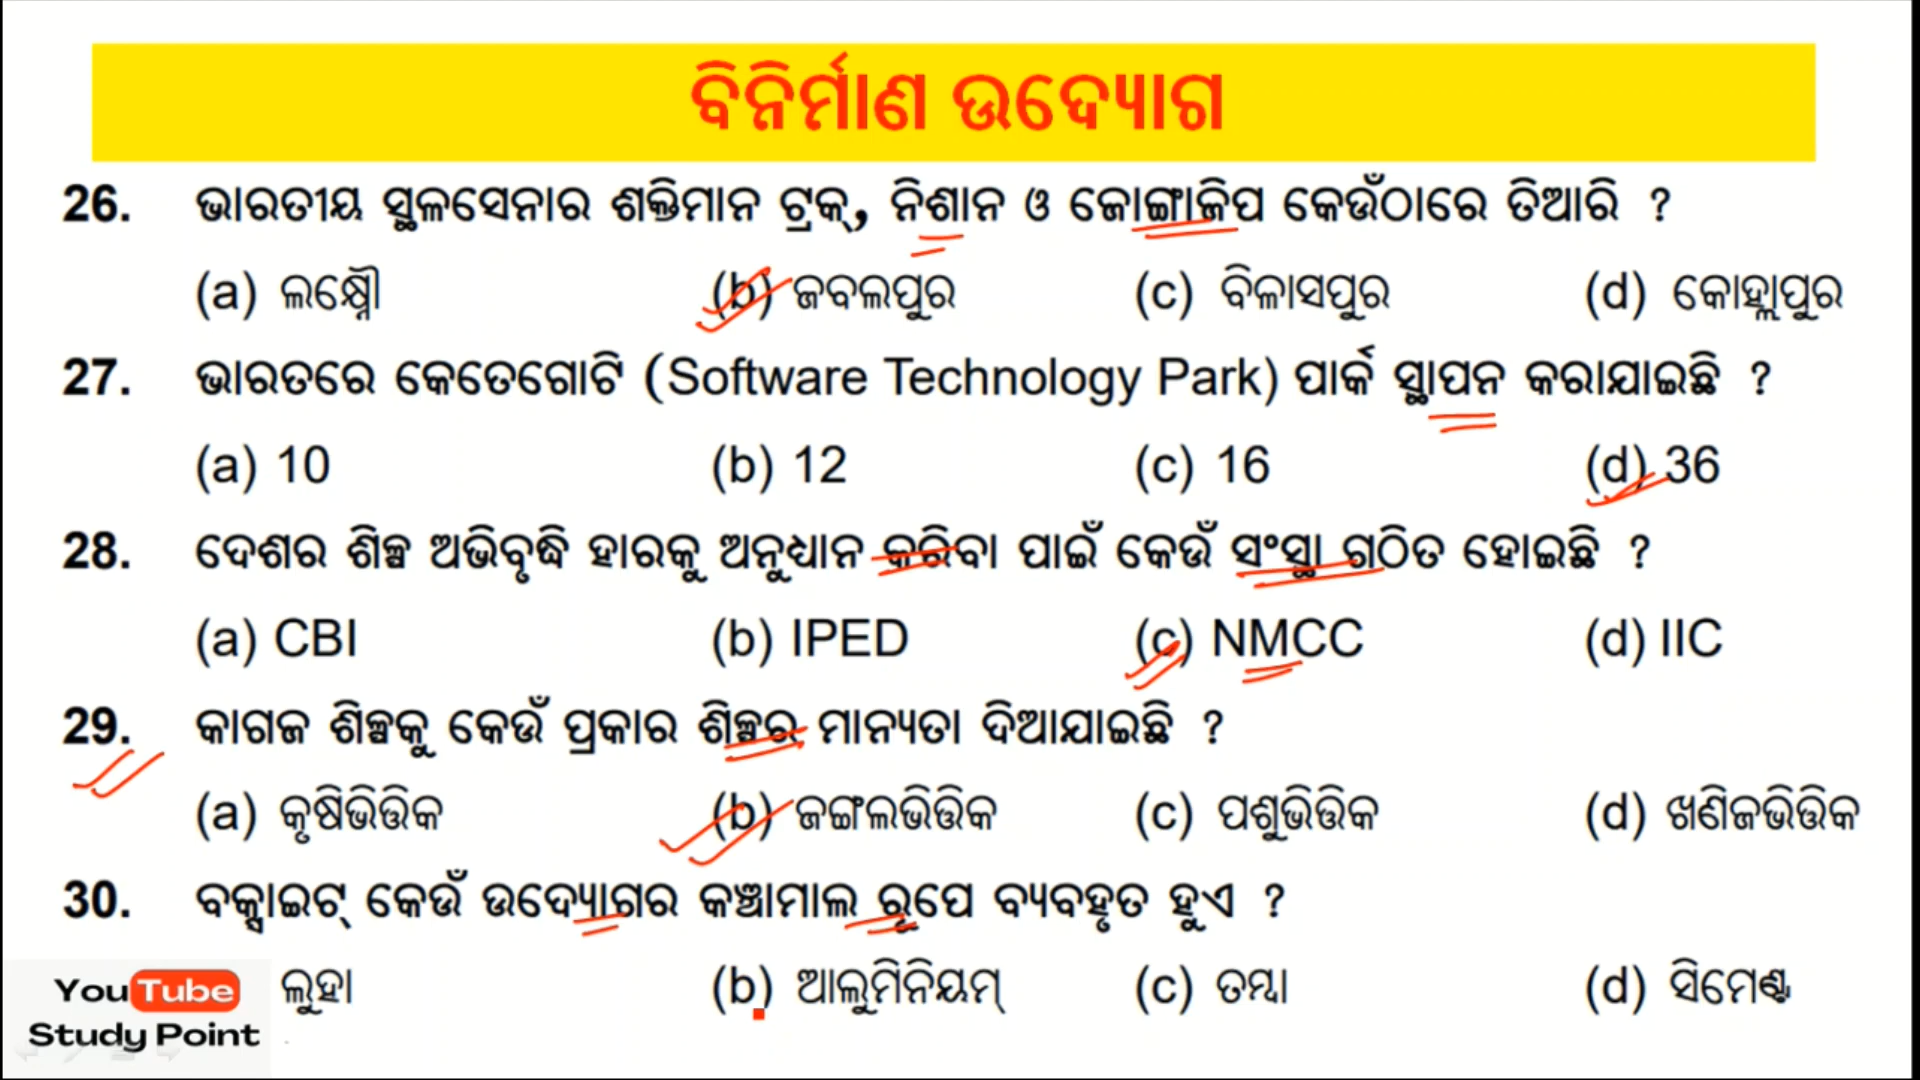 ବିନିର୍ମାଣ ଉଦ୍ୟୋଗ
26. ଭାରତୀୟ ସ୍ଥଳସେନାର ଶକ୍ତିମାନ ଟ୍ରକ୍, ନିଶାନ ଓ ଜୋଙ୍ଗାଜିପ କେଉଁଠାରେ ତିଆରି ?
(a) ଲକ୍ଷ୍ନୌ (b) ଜବଲପୁର (c) ବିଳାସପୁର (d) କୋହ୍ଲାପୁର
27. ଭାରତରେ କେତେଗୋଟି (Software Technology Park) ପାର୍କ ସ୍ଥାପନ କରାଯାଇଛି ?
(a) 10 (b) 12 (c) 16 (d) 36
28. ଦେଶର ଶିଳ୍ପ ଅଭିବୃଦ୍ଧି ହାରକୁ ଅନୁଧ୍ୟାନ କରିବା ପାଇଁ କେଉଁ ସଂସ୍ଥା ଗଠିତ ହୋଇଛି ?
(a) CBI (b) IPED (c) NMCC (d) IIC
29. କାଗଜ ଶିଳ୍ପକୁ କେଉଁ ପ୍ରକାର ଶିଳ୍ପର ମାନ୍ୟତା ଦିଆଯାଇଛି ?
(a) କୃଷିଭିତ୍ତିକ (b) ଜଙ୍ଗଲଭିତ୍ତିକ (c) ପଶୁଭିତ୍ତିକ (d) ଖଣିଜଭିତ୍ତିକ
30. ବକ୍ସାଇଟ୍ କେଉଁ ଉଦ୍ୟୋଗର କଞ୍ଚାମାଲ ରୂପେ ବ୍ୟବହୃତ ହୁଏ ?
ଲୁହା (b) ଆଲୁମିନିୟମ୍ (c) ତମ୍ବା (d) ସିମେଣ୍ଟ
YouTube
Study Point